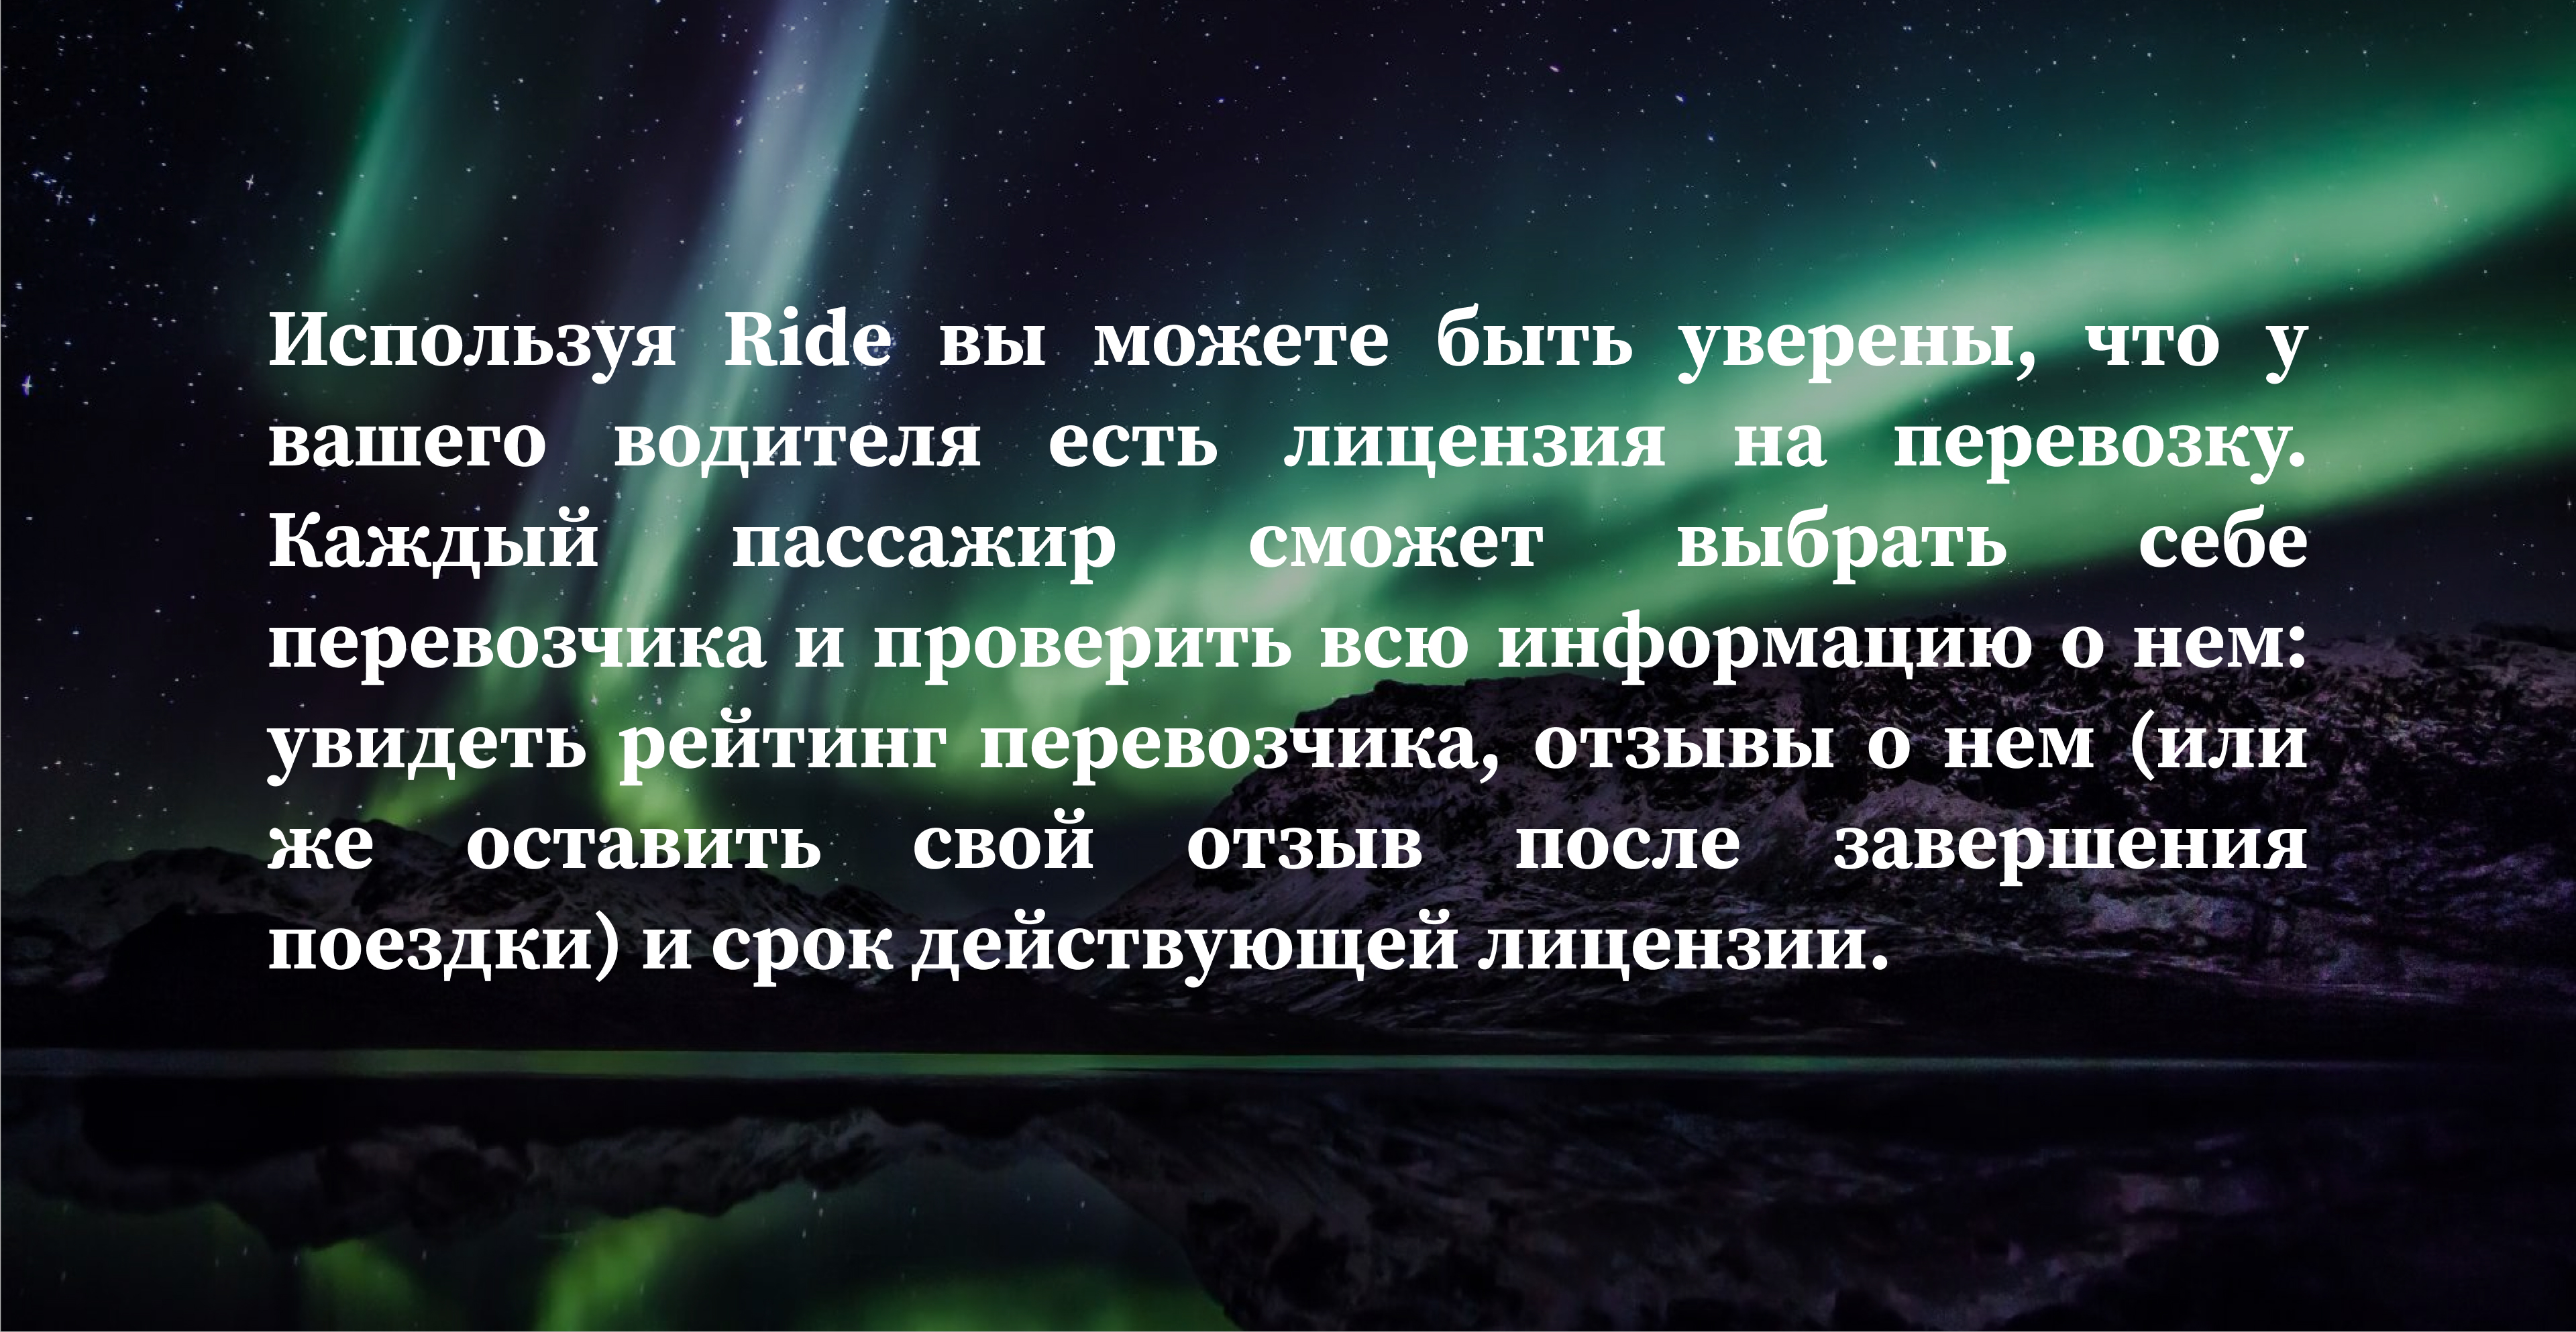 Используя Ride вы можете быть уверены, что у
вашего водителя есть лицензия на перевозку.
Каждый пассажир сможет выбрать себе
перевозчика и проверить всю информацию о нем:
увидеть рейтинг перевозчика, отзывы о нем (или
же оставить свой отзыв после завершения
поездки) и срок действующей лицензии.